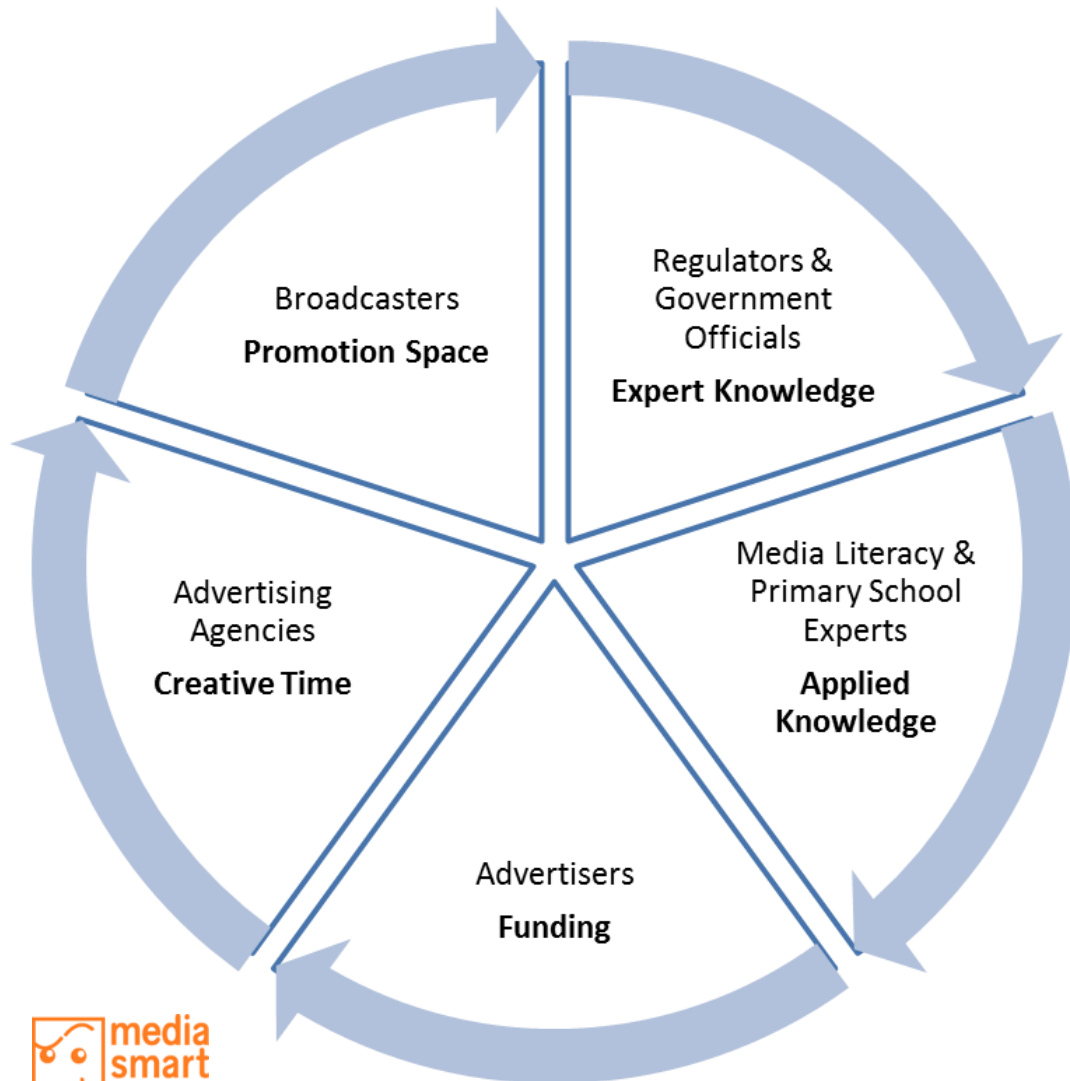 Regulators &
Government
Officials
Expert Knowledge
Media Literacy &
Primary School
Experts
Applied
Knowledge
Advertisers
Funding
Advertising
Agencies
Creative Time
Broadcasters
Promotion Space
media
smart